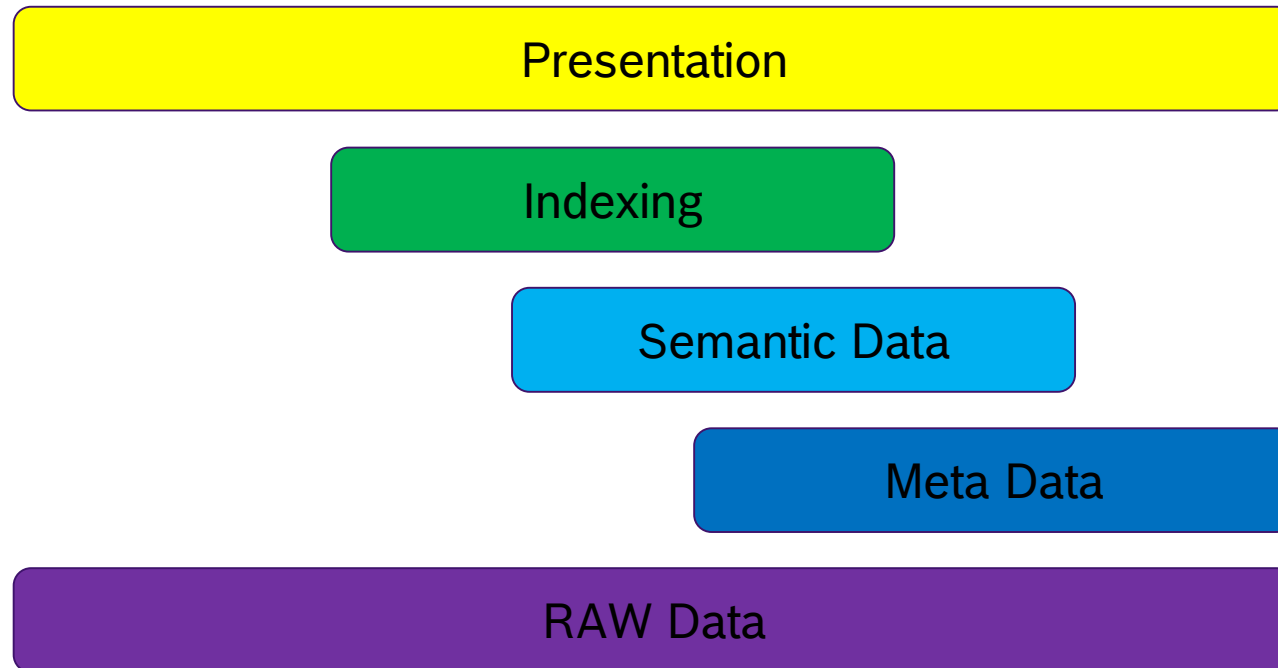 Presentation
Indexing
Semantic Data
Meta Data
RAW Data